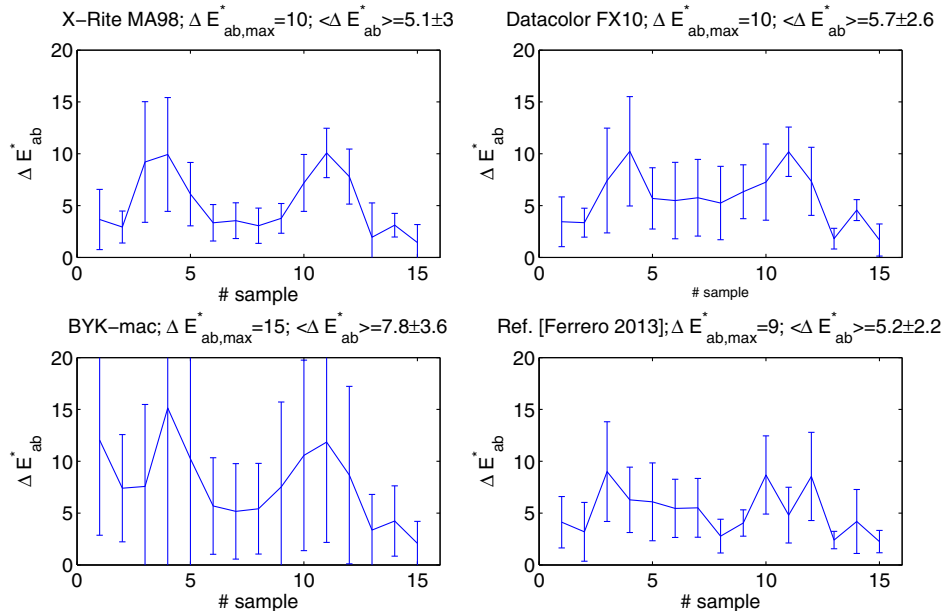 X−Rite MA98; Δ E*ab,max=10; <Δ E*ab>=5.1±3
Datacolor FX10; Δ E*ab,max=10; <Δ E*ab>=5.7±2.6
20
15
10
5
0
Δ E*ab
0 5 10 15
# sample
20
15
10
5
0
Δ E*ab
0 5 10 15
# sample
BYK−mac; Δ E*ab,max=15; <Δ E*ab>=7.8±3.6
Ref. [Ferrero 2013];Δ E*ab,max=9; <Δ E*ab>=5.2±2.2
20
15
10
5
0
Δ E*ab
0 5 10 15
# sample
20
15
10
5
0
Δ E*ab
0 5 10 15
# sample